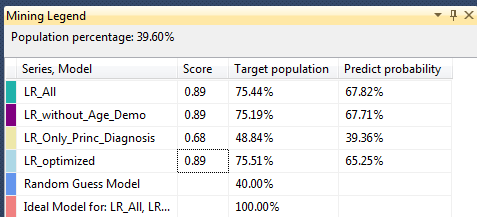 Mining Legend
Population percentage: 39.60%
Series, Model Score Target population Predict probability
LR_All 0.89 75.44% 67.82%
LR_without_Age_Demo 0.89 75.19% 67.71%
LR_Only_Princ_Diagnosis 0.68 48.84% 39.36%
LR_optimized 0.89 75.51% 65.25%
Random Guess Model 40.00%
Ideal Model for: LR_All, LR... 100.00%